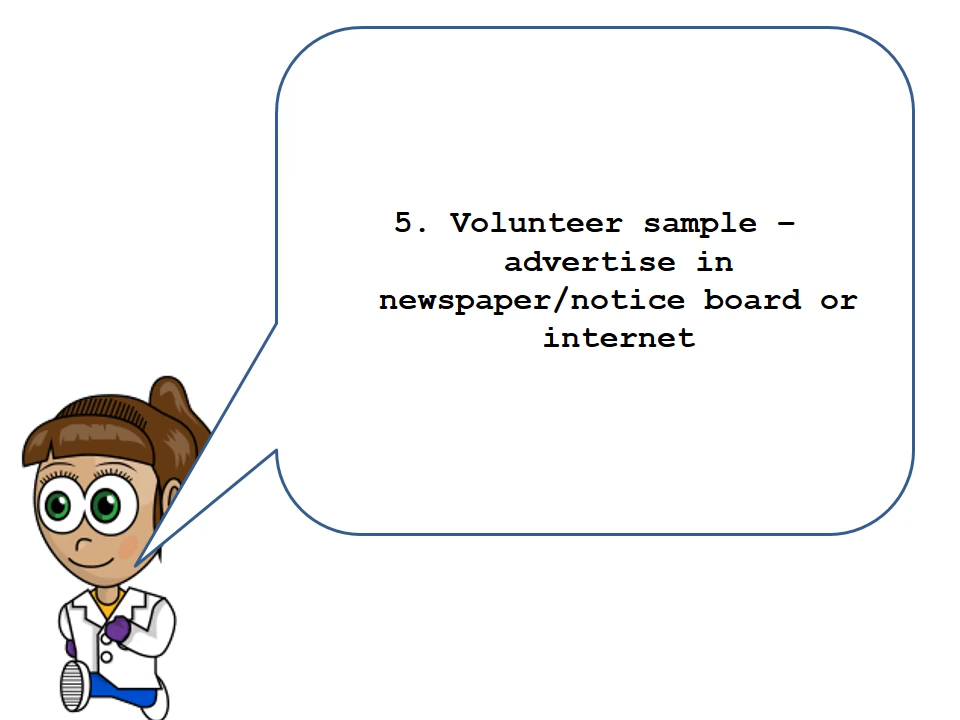 5. Volunteer sample –
advertise in
newspaper/notice board or
internet